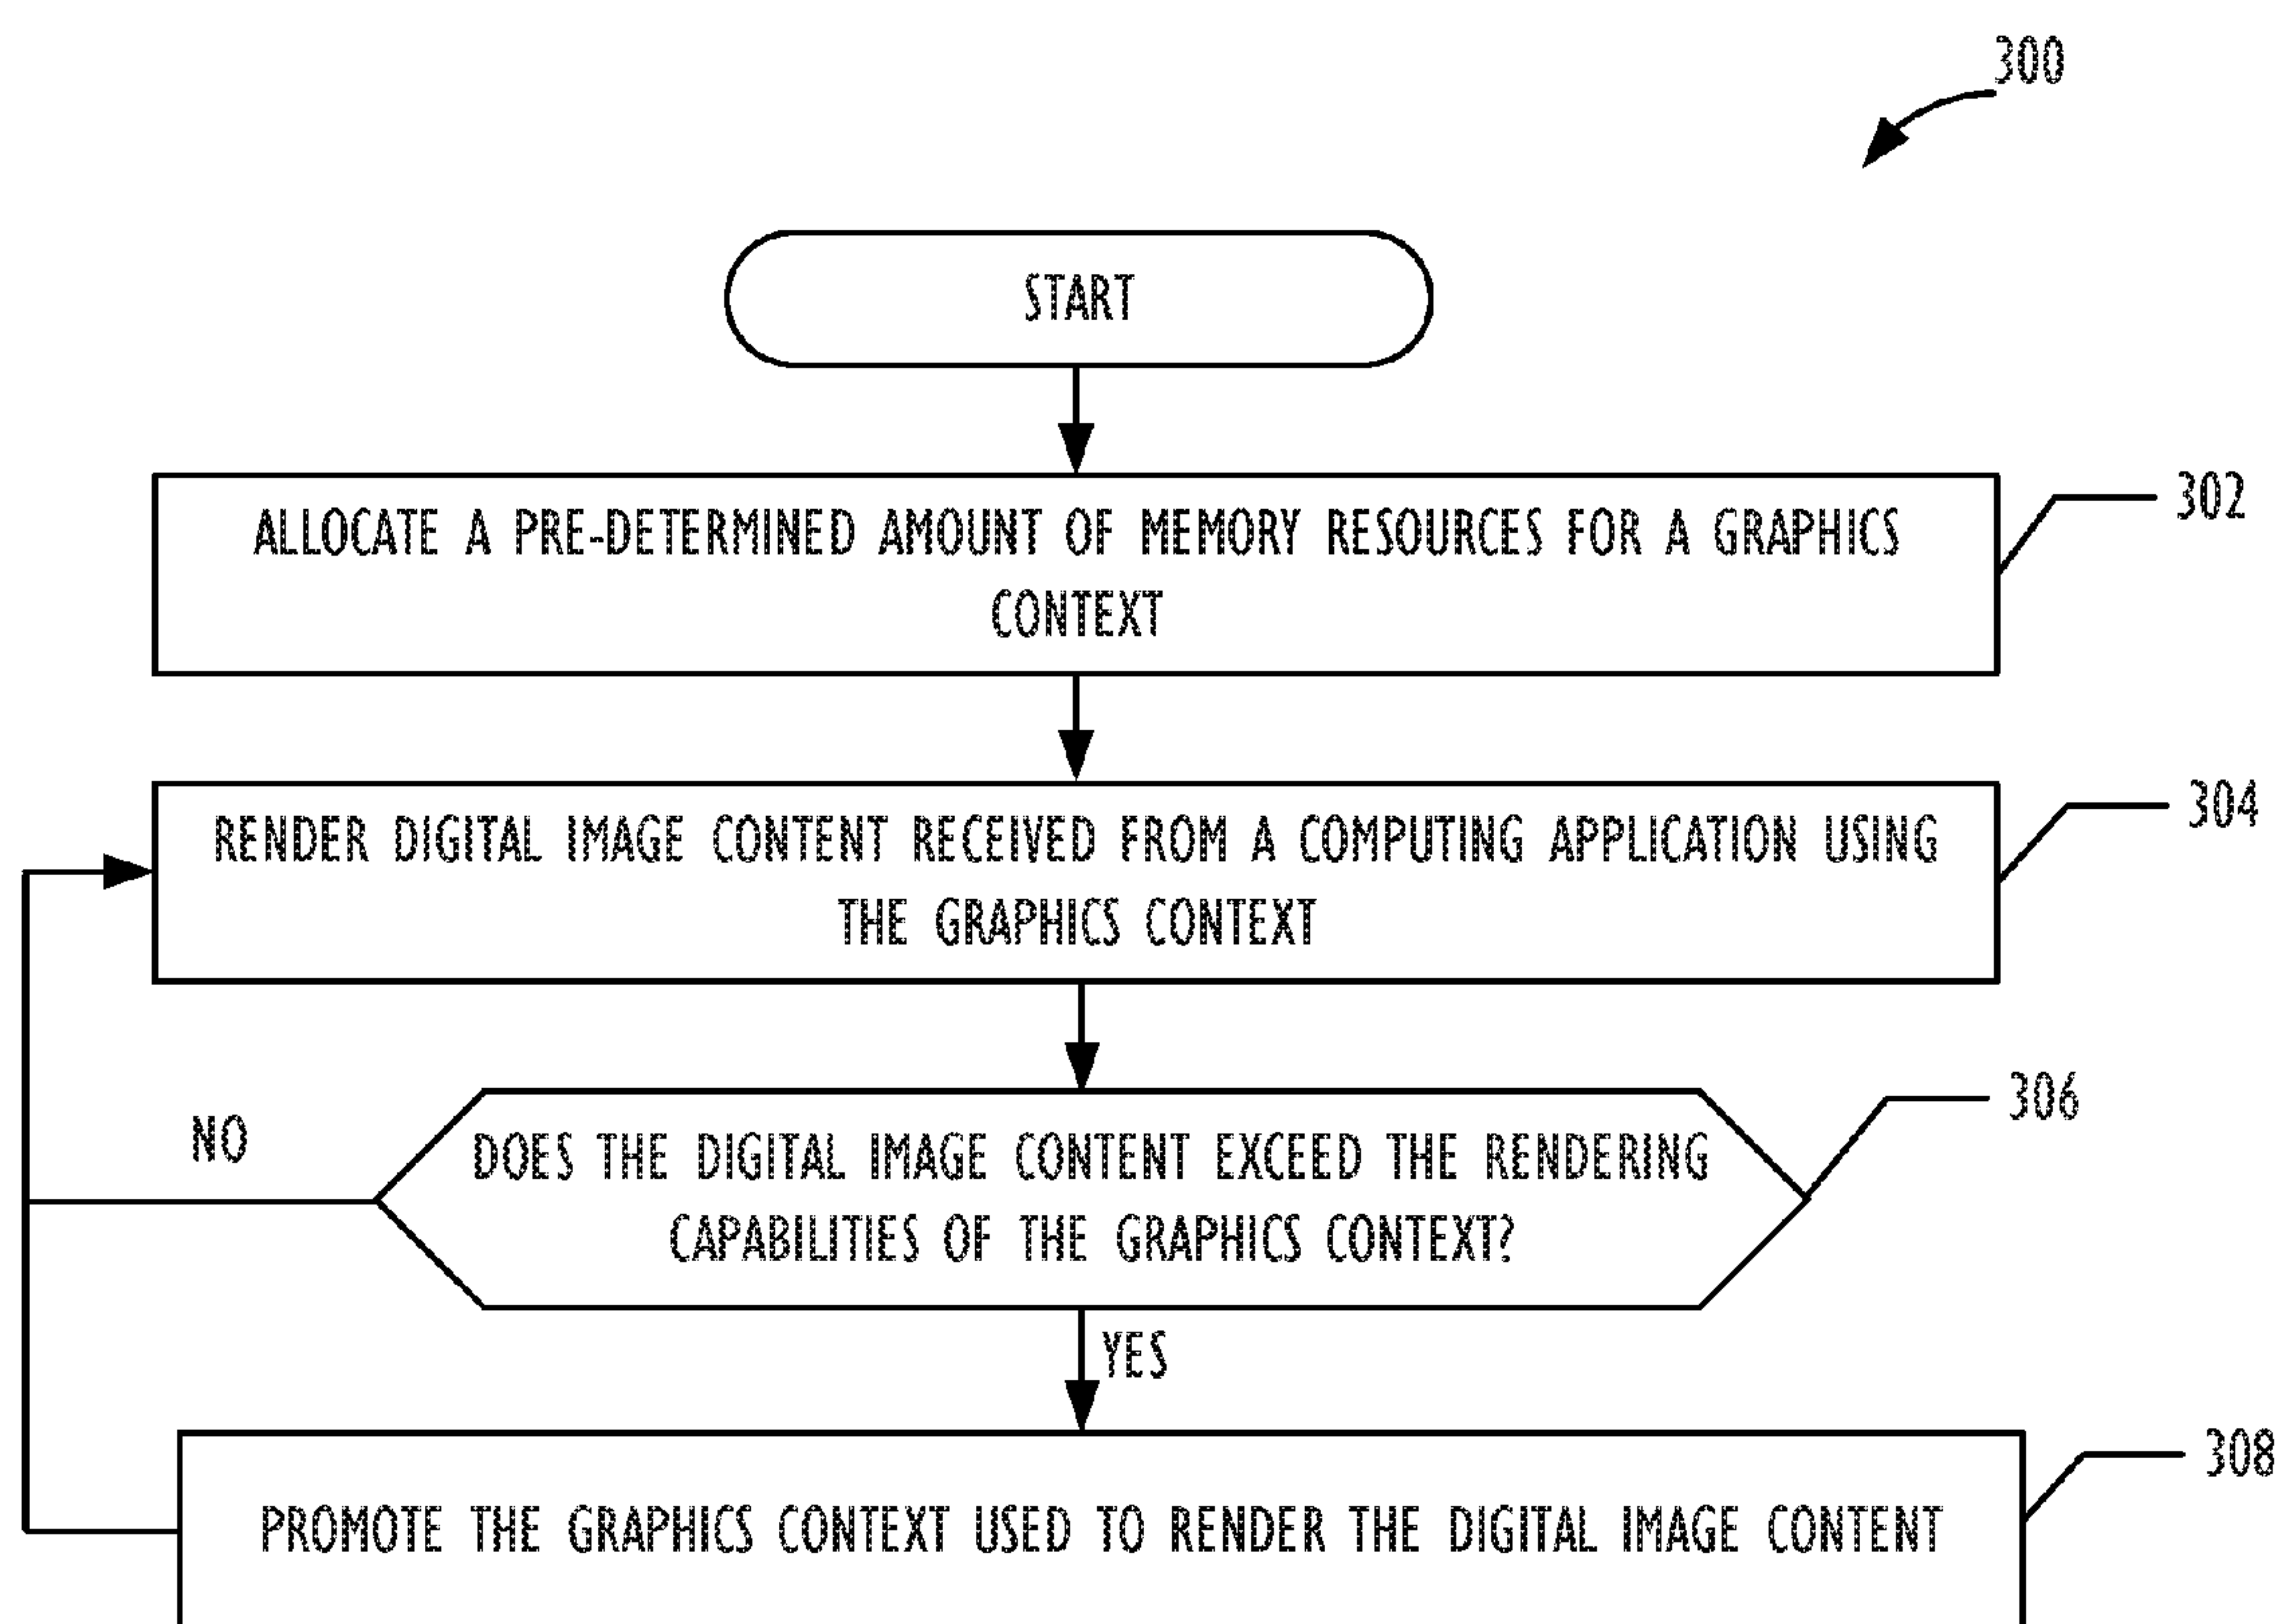 300
START
ALLOCATE A PRE-DETERMINED AMOUNT OF MEMORY RESOURCES FOR A GRAPHICS
CONTEXT
302
RENDER DIGITAL IMAGE CONTENT RECEIVED FROM A COMPUTING APPLICATION USING
THE GRAPHICS CONTEXT
304
NO
DOES THE DIGITAL IMAGE CONTENT EXCEED THE RENDERING
CAPABILITIES OF THE GRAPHICS CONTEXT?
306
YES
PROMOTE THE GRAPHICS CONTEXT USED TO RENDER THE DIGITAL IMAGE CONTENT
308